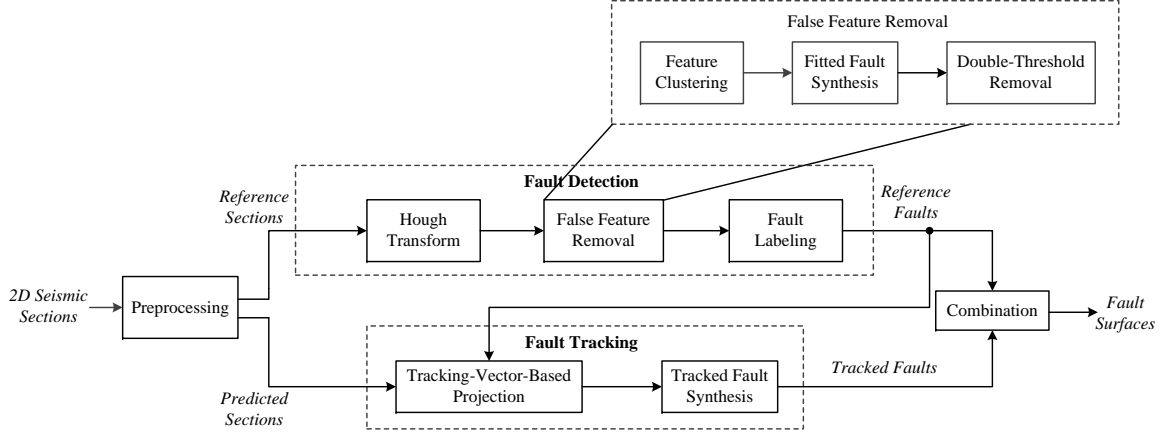 False Feature Removal
Feature
Clustering
Fitted Fault
Synthesis
Double-Threshold
Removal
Fault Detection
Reference
Sections
Hough
Transform
False Feature
Removal
Fault
Labeling
Reference
Faults
2D Seismic
Sections
Preprocessing
Combination
Fault
Surfaces
Fault Tracking
Tracking-Vector-Based
Projection
Tracked Fault
Synthesis
Tracked Faults
Predicted
Sections